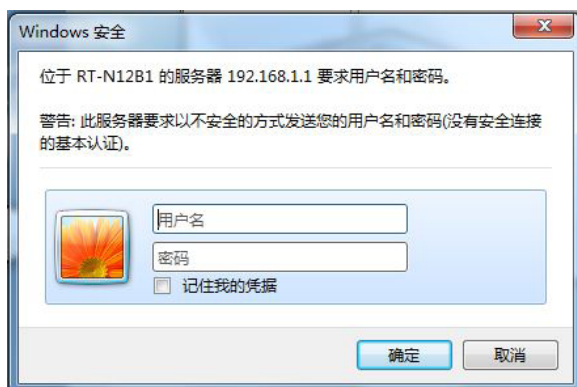 Windows 安全
位于 RT-N12B1 的服务器 192.168.1.1 要求用户名和密码。
警告: 此服务器要求以不安全的方式发送您的用户名和密码(没有安全连接
的基本认证)。
用户名
密码
记住我的凭据
确定
取消